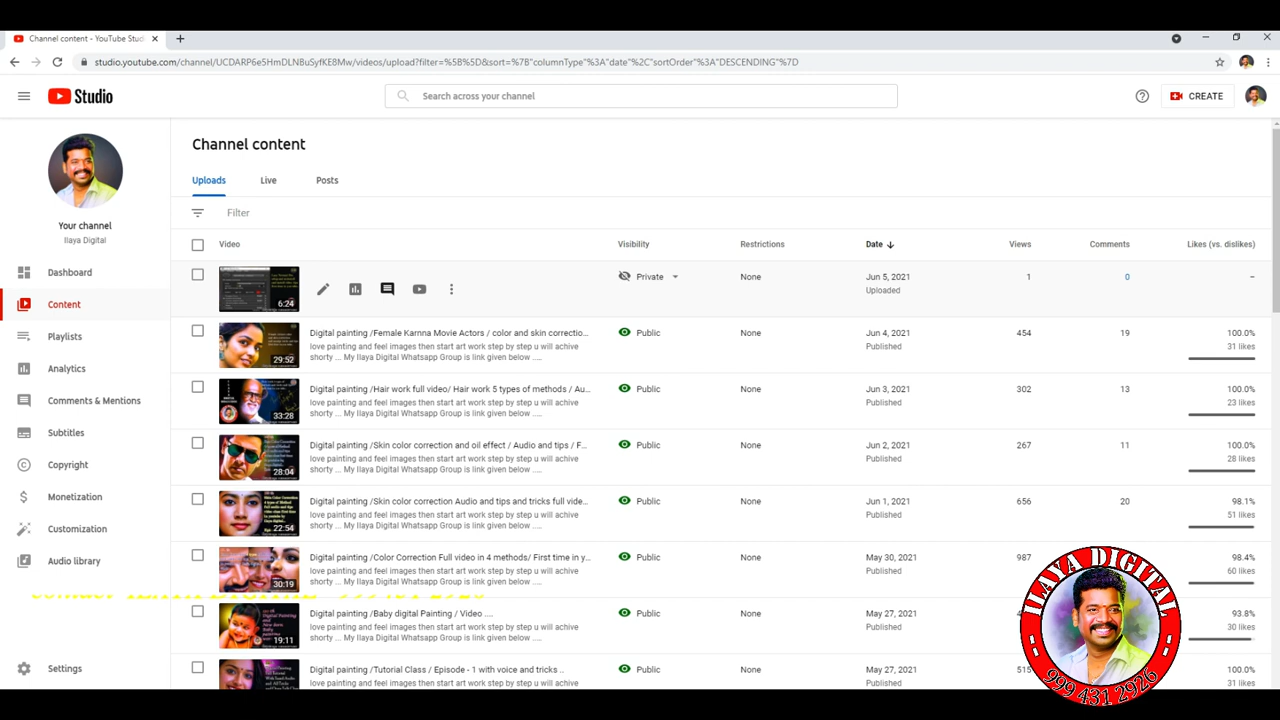 Channel content - YouTube Stud
studio.youtube.com/channel/UCDARP6e5HmDLNBuSyfKE8Mw/videos/upload?filter=%5B%5D&sort=%7B"columnType"%3A"date"%2C"sortOrder"%3A"DESCENDING"%7D
Studio
Search across your channel
CREATE
Your channel
Ilaya Digital
Dashboard
Content
Playlists
Analytics
Comments & Mentions
Subtitles
Copyright
Monetization
Customization
Audio library
Settings
Channel content
Uploads Live Posts
Filter
Video Visibility Restrictions Date Views Comments Likes (vs. dislikes)
6:24 Private None Jun 5, 2021 1 0 –
Uploaded
Digital painting /Female Karnna Movie Actors / color and skin correctio... Public None Jun 4, 2021 454 19 100.0%
29:52 love painting and feel images then start art work step by step u will achive Published 31 likes
shorty ... My Ilaya Digital Whatsapp Group is link given below ....
Digital painting /Hair work full video/ Hair work 5 types of methods / Au... Public None Jun 3, 2021 302 13 100.0%
33:28 love painting and feel images then start art work step by step u will achive Published 23 likes
shorty ... My Ilaya Digital Whatsapp Group is link given below ....
Digital painting /Skin color correction and oil effect / Audio and tips / F... Public None Jun 2, 2021 267 11 100.0%
28:04 love painting and feel images then start art work step by step u will achive Published 28 likes
shorty ... My Ilaya Digital Whatsapp Group is link given below ....
Digital painting /Skin color correction Audio and tips and tricks full vide... Public None Jun 1, 2021 656 20 98.1%
22:54 love painting and feel images then start art work step by step u will achive Published 51 likes
shorty ... My Ilaya Digital Whatsapp Group is link given below ....
Digital painting /Color Correction Full video in 4 methods/ First time in y... Public None May 30, 2021 987 98.4%
30:19 love painting and feel images then start art work step by step u will achive Published 60 likes
shorty ... My Ilaya Digital Whatsapp Group is link given below ....
Digital painting /Baby digital Painting / Video .... Public None May 27, 2021 93.8%
19:11 love painting and feel images then start art work step by step u will achive Published 30 likes
shorty ... My Ilaya Digital Whatsapp Group is link given below ....
Digital painting /Tutorial Class / Episode - 1 with voice and tricks .. Public None May 27, 2021 515 100.0%
love painting and feel images then start art work step by step u will achive Published 31 likes
ILAYA DIGITAL